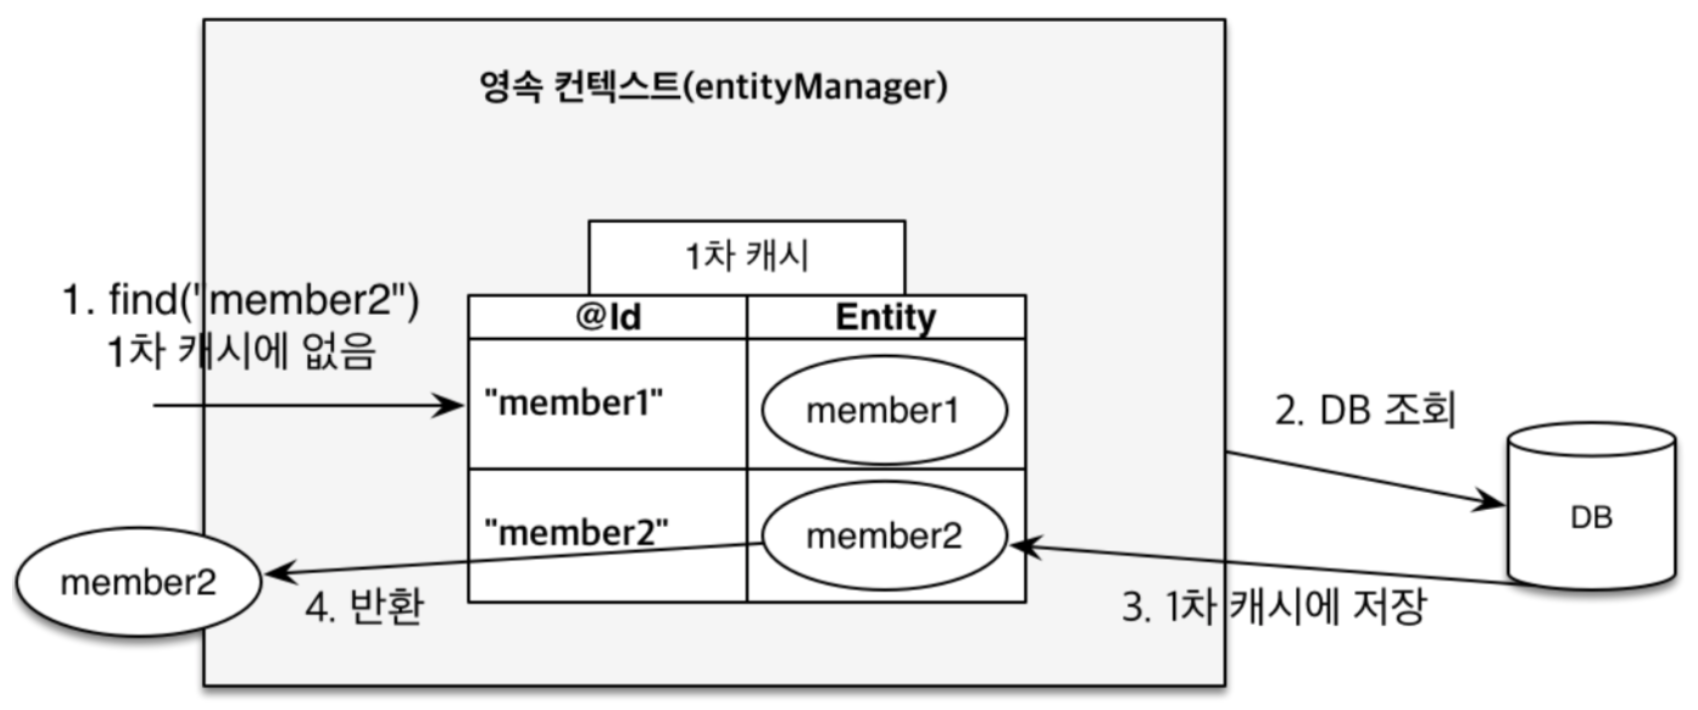 영속 컨텍스트(entityManager)
1차 캐시
1. find("member2")
1차 캐시에 없음
@Id
Entity
"member1"
member1
2. DB 조회
DB
"member2"
member2
member2
4. 반환
3. 1차 캐시에 저장